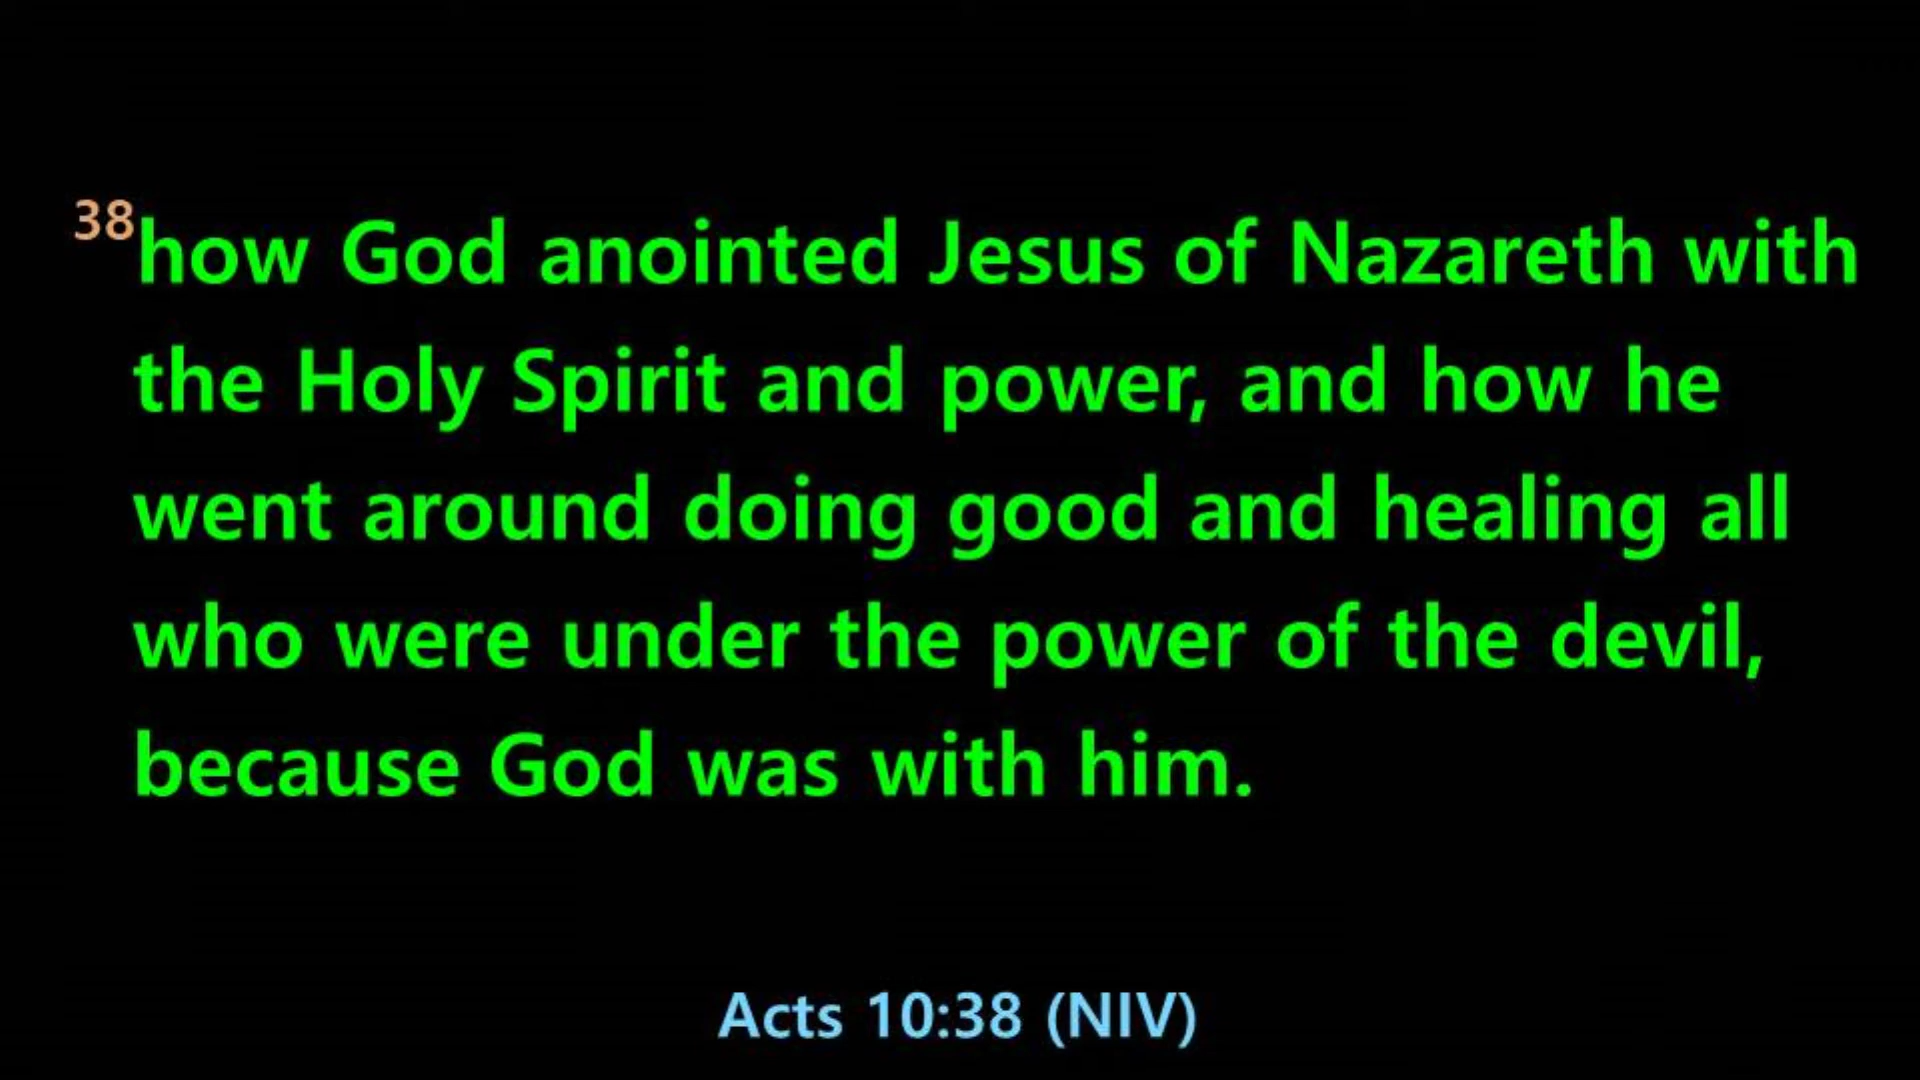 38how God anointed Jesus of Nazareth with
the Holy Spirit and power, and how he
went around doing good and healing all
who were under the power of the devil,
because God was with him.
Acts 10:38 (NIV)